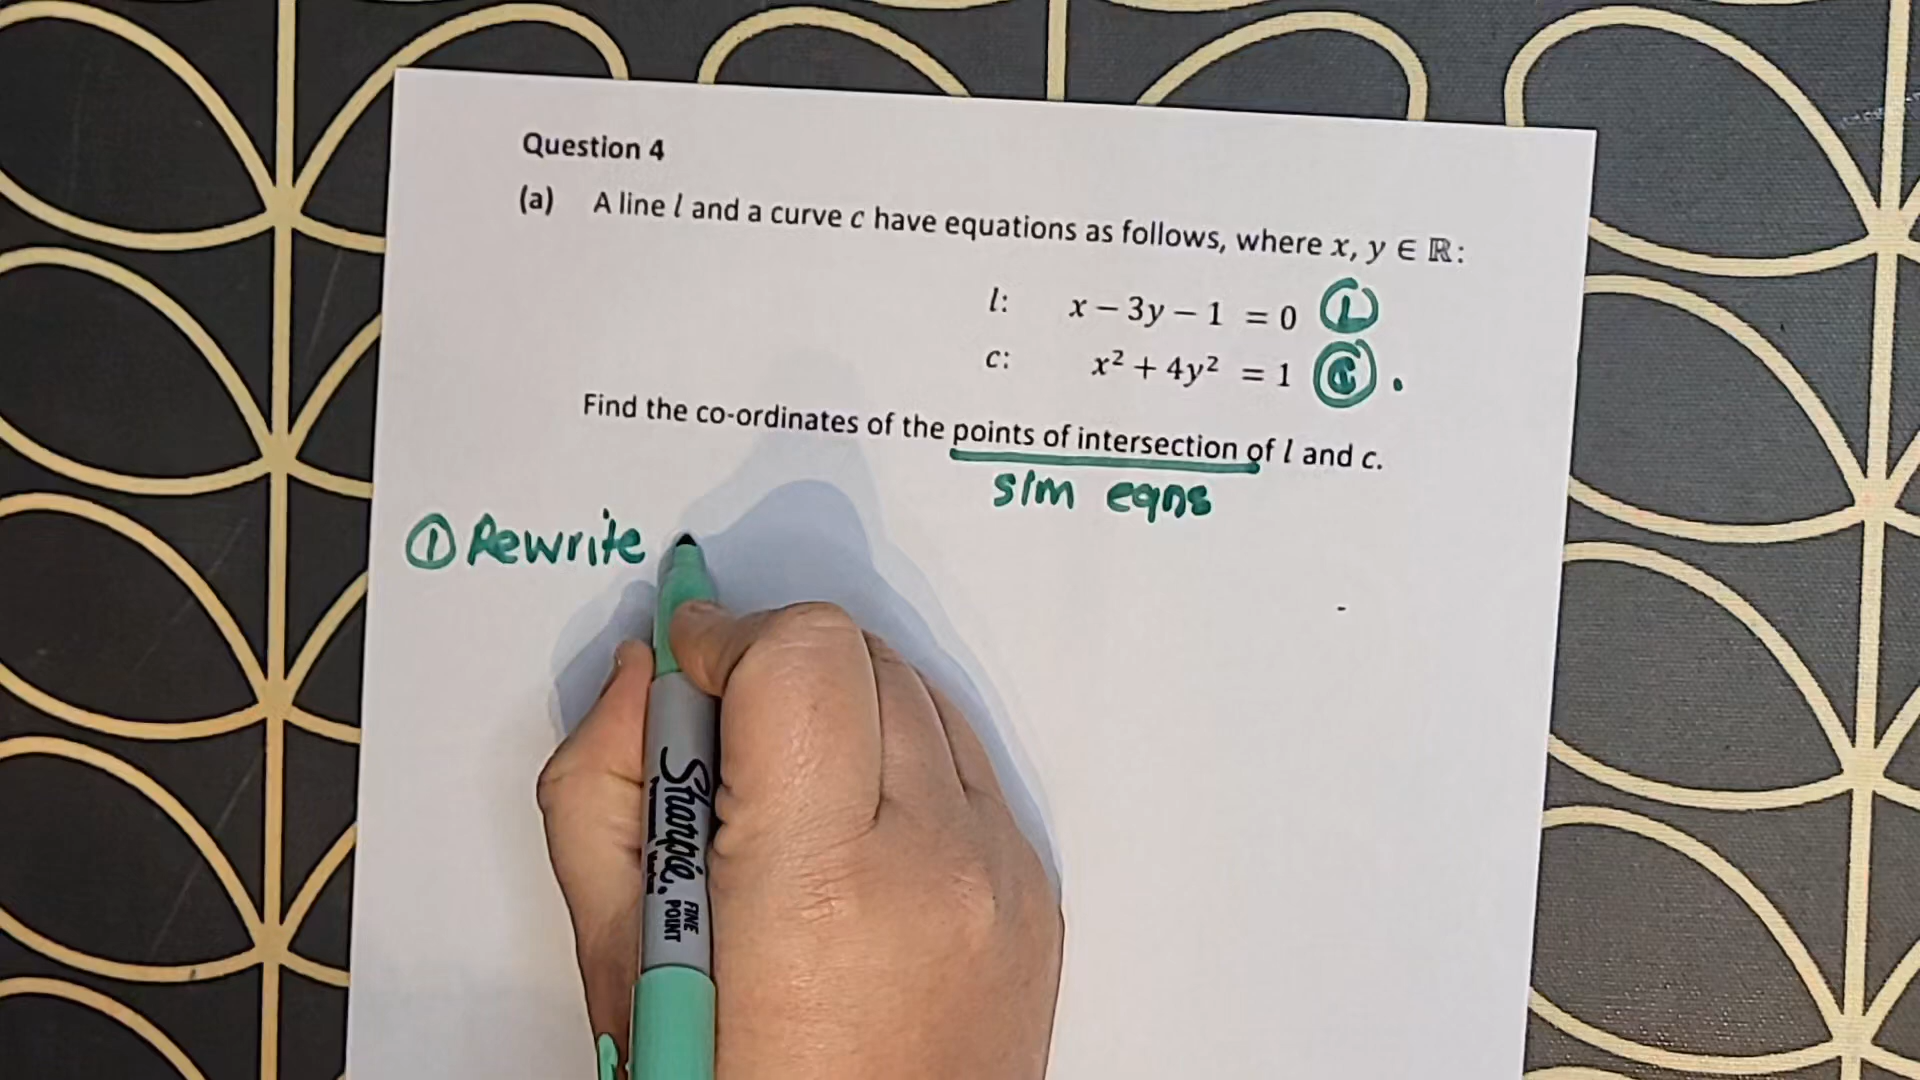 Question 4
(a) A line l and a curve c have equations as follows, where x, y ∈ ℝ:
l: x − 3y − 1 = 0 Ⓛ
c: x² + 4y² = 1 Ⓒ .
Find the co-ordinates of the points of intersection of l and c.
sim eqns
① Rewrite
Sharpie.
FINE
POINT